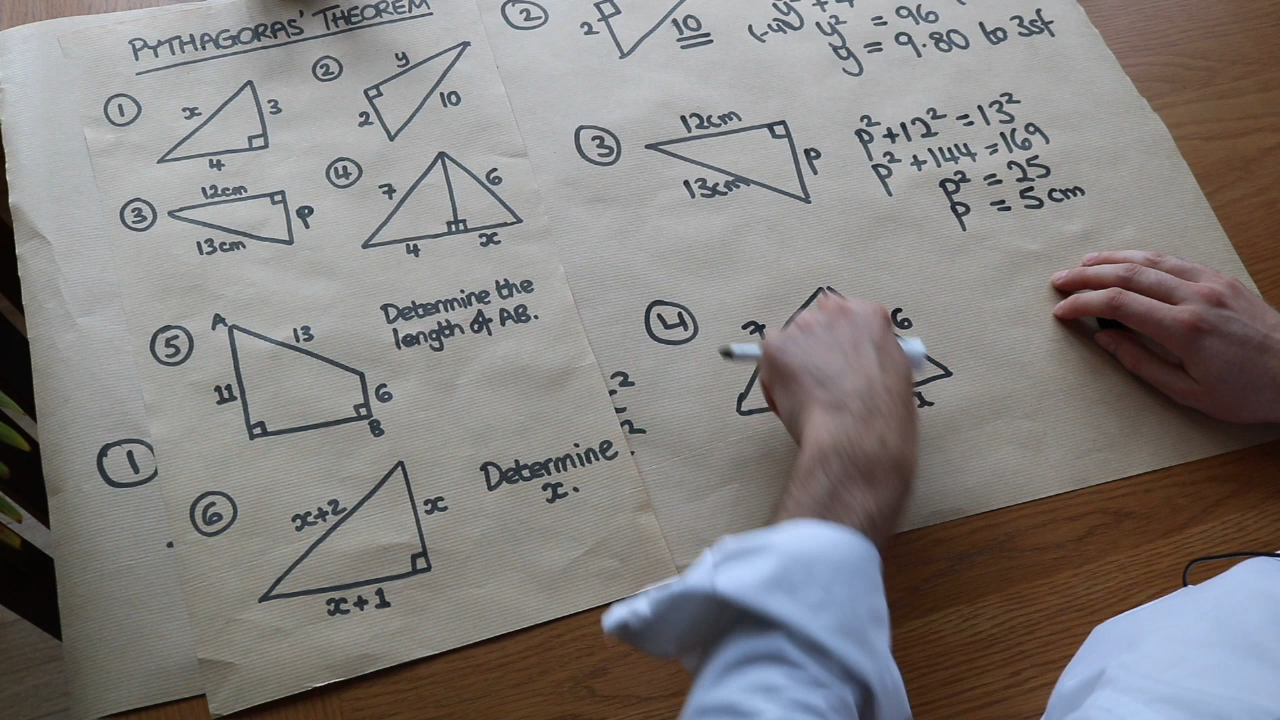 PYTHAGORAS' THEOREM
1
x
3
4
2
y
2
10
3
12cm
p
13cm
4
7
6
4
x
5
A
13
11
6
B
Determine the
length of AB.
6
x+2
x
x+1
Determine
x.
1
2
2
10
y² = 96
y = 9.80 to 3sf
3
12cm
p
13cm
p²+12² =13²
p²+144 =169
p² = 25
p = 5cm
4
7
6
x